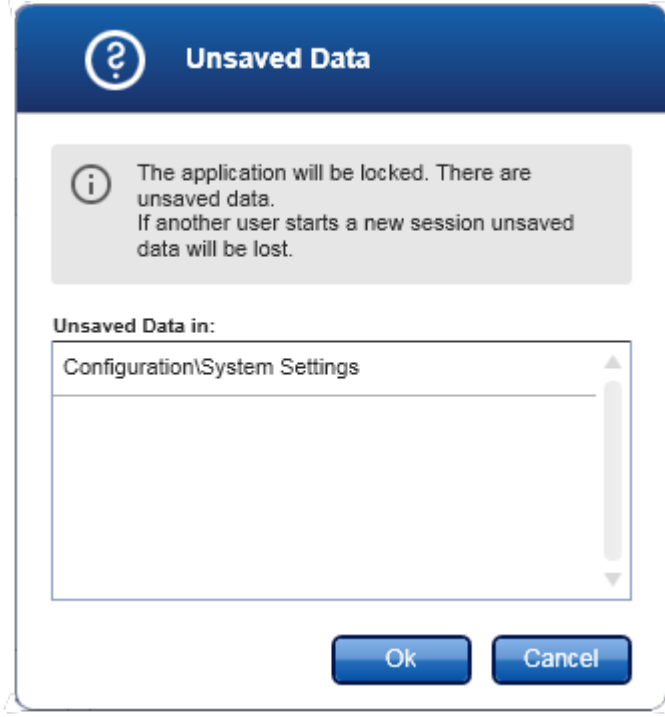 Unsaved Data
The application will be locked. There are
unsaved data.
If another user starts a new session unsaved
data will be lost.
Unsaved Data in:
Configuration\System Settings
Ok
Cancel